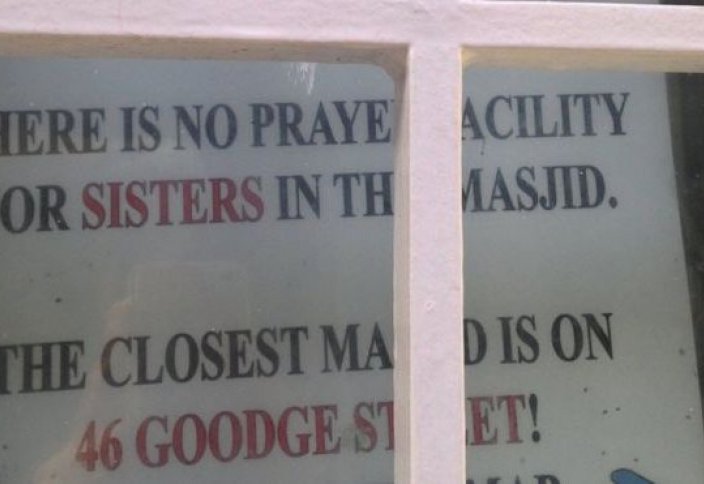 HERE IS NO PRAYE ACILITY
OR SISTERS IN TH MASJID.
THE CLOSEST MA D IS ON
46 GOODGE ST ET!